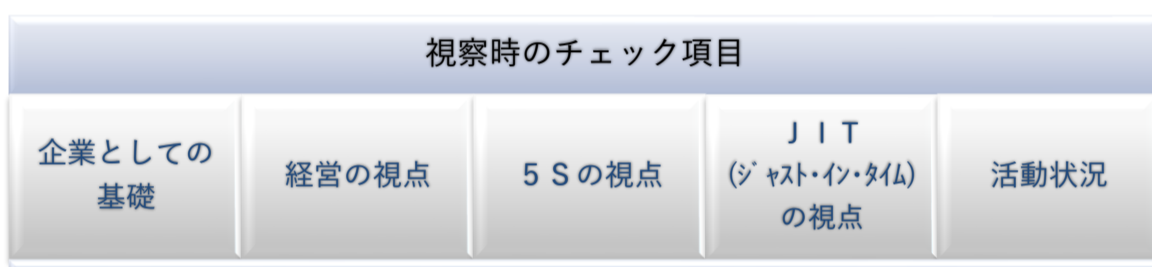 視察時のチェック項目
企業としての
基礎
経営の視点
５Ｓの視点
ＪＩＴ
(ｼﾞｬｽﾄ・ｲﾝ・ﾀｲﾑ)
の視点
活動状況